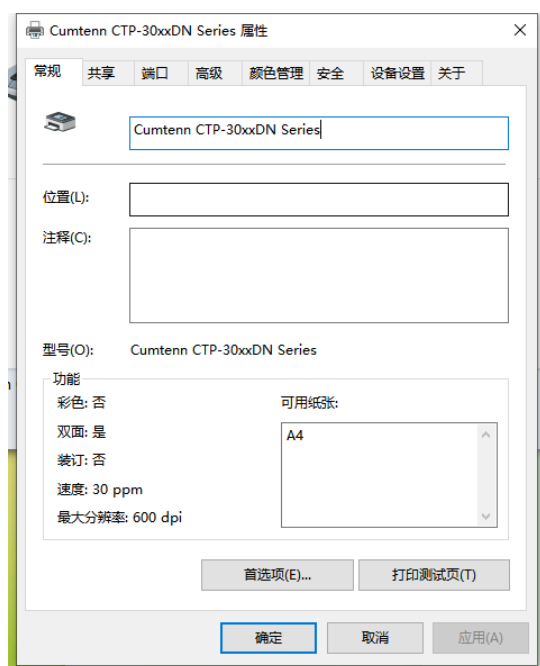 Cumtenn CTP-30xxDN Series 属性
常规 共享 端口 高级 颜色管理 安全 设备设置 关于
Cumtenn CTP-30xxDN Series
位置(L):
注释(C):
型号(O): Cumtenn CTP-30xxDN Series
功能
彩色: 否 可用纸张:
双面: 是 A4
装订: 否
速度: 30 ppm
最大分辨率: 600 dpi
首选项(E)... 打印测试页(T)
确定 取消 应用(A)